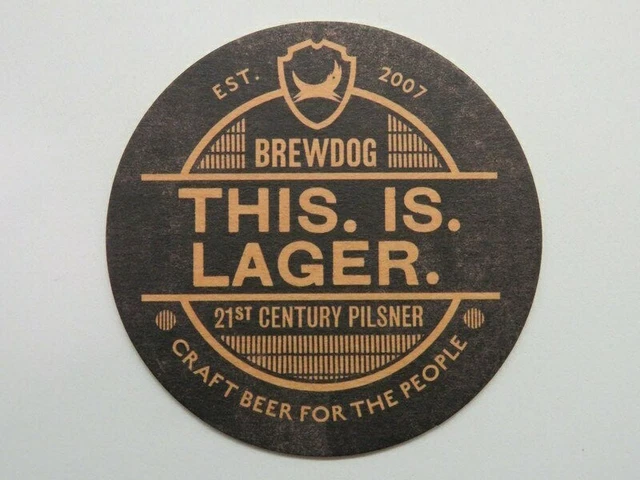 EST. 2007
BREWDOG
THIS. IS.
LAGER.
21ST CENTURY PILSNER
CRAFT BEER FOR THE PEOPLE